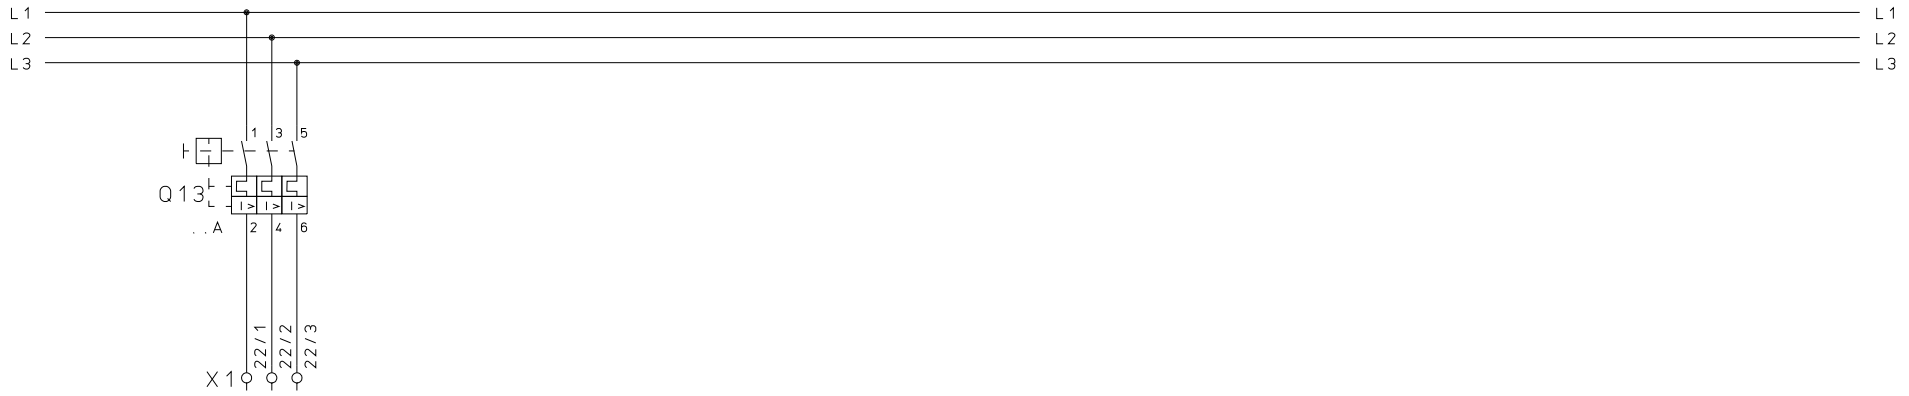 L1 L1
L2 L2
L3 L3
1 3 5
Q13
I> I> I>
..A 2 4 6
22/1 22/2 22/3
X1